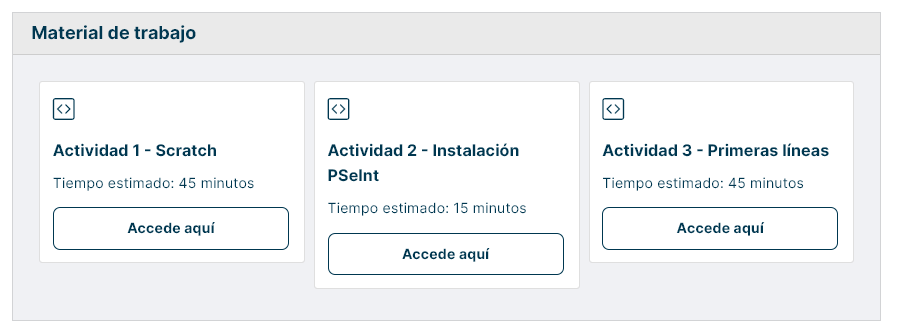 Material de trabajo
Actividad 1 - Scratch
Tiempo estimado: 45 minutos
Accede aquí
Actividad 2 - Instalación
PSeInt
Tiempo estimado: 15 minutos
Accede aquí
Actividad 3 - Primeras líneas
Tiempo estimado: 45 minutos
Accede aquí